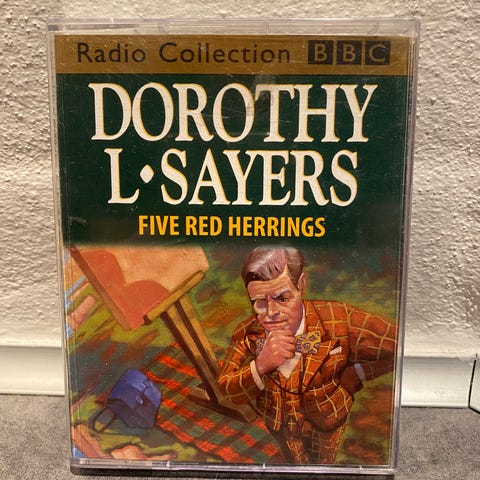 Radio Collection BBC
DOROTHY
L·SAYERS
FIVE RED HERRINGS